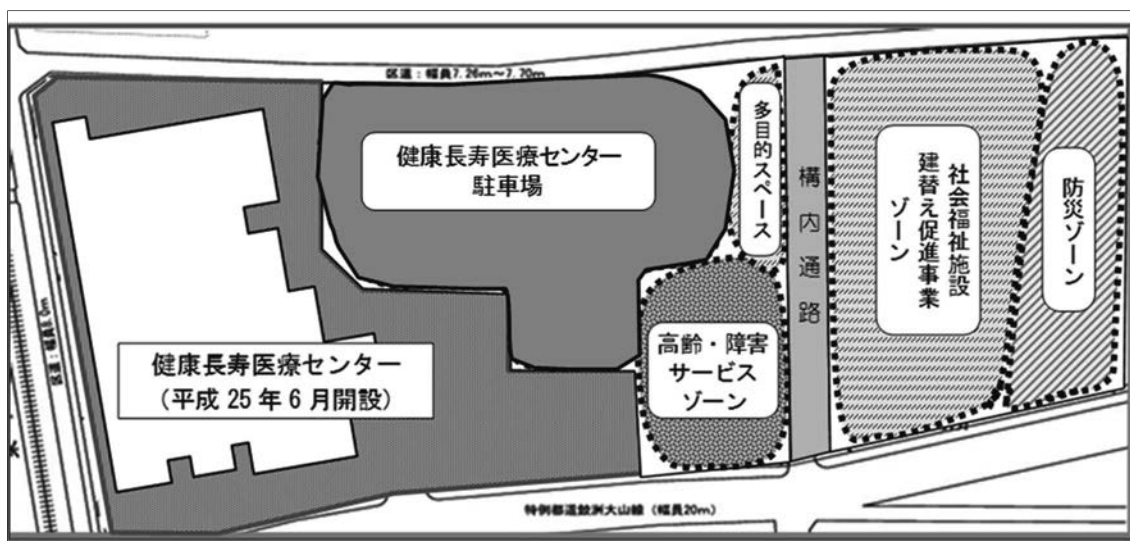 区道：幅員7.26m～7.70m
健康長寿医療センター
駐車場
多目的スペース
構内通路
社会福祉施設
建替え促進事業
ゾーン
防災ゾーン
高齢・障害
サービス
ゾーン
健康長寿医療センター
（平成 25 年 6 月開設）
特例都道鮫洲大山線（幅員20m）